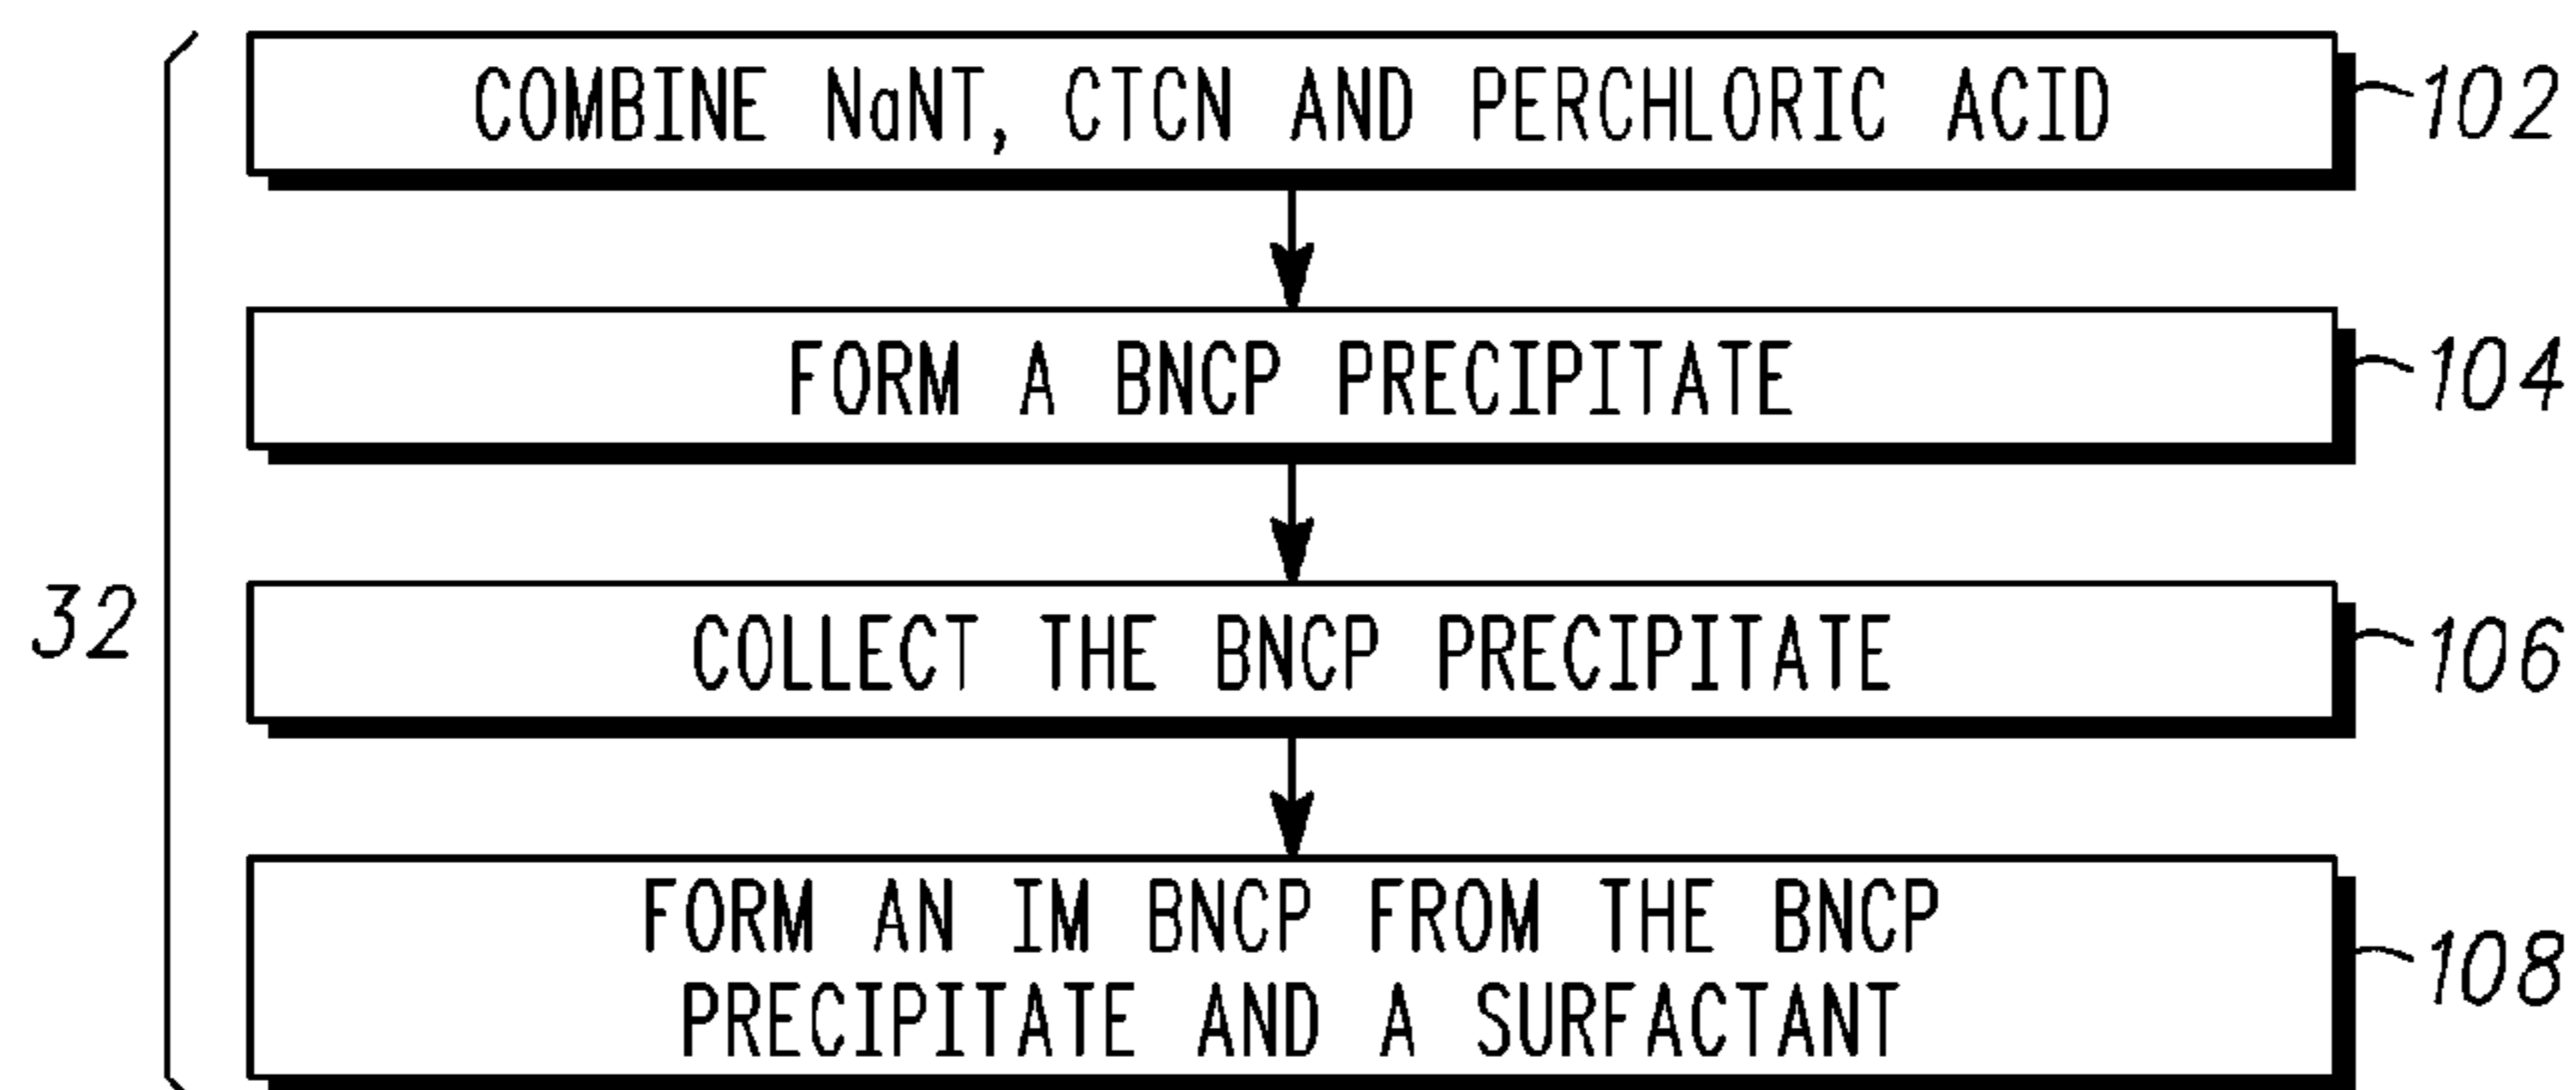 COMBINE NaNT, CTCN AND PERCHLORIC ACID
102
FORM A BNCP PRECIPITATE
104
32
COLLECT THE BNCP PRECIPITATE
106
FORM AN IM BNCP FROM THE BNCP
PRECIPITATE AND A SURFACTANT
108